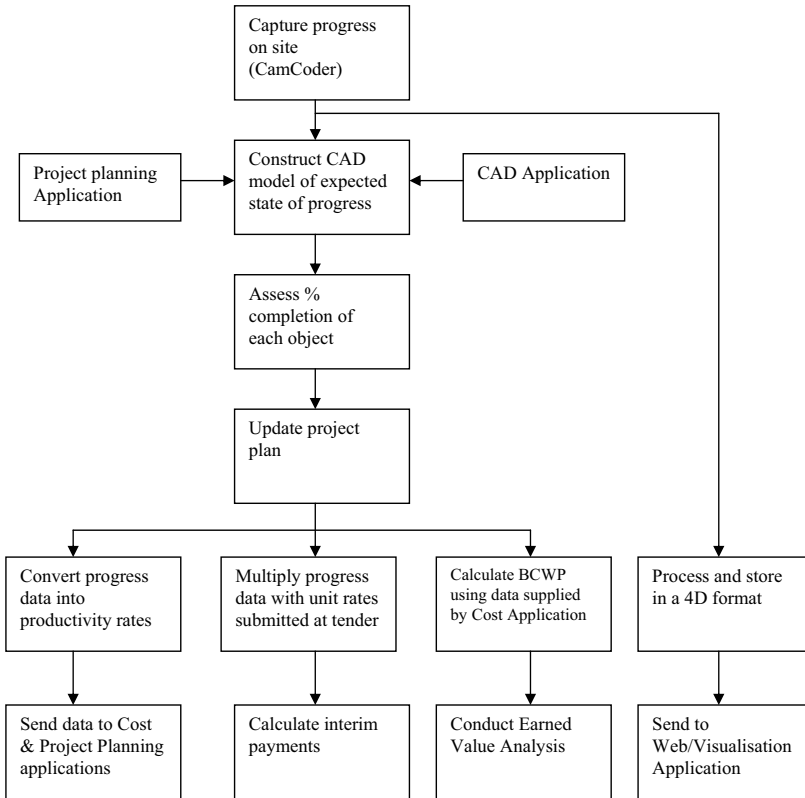 Capture progress
on site
(CamCoder)
Project planning
Application
Construct CAD
model of expected
state of progress
CAD Application
Assess %
completion of
each object
Update project
plan
Convert progress
data into
productivity rates
Multiply progress
data with unit rates
submitted at tender
Calculate BCWP
using data supplied
by Cost Application
Process and store
in a 4D format
Send data to Cost
& Project Planning
applications
Calculate interim
payments
Conduct Earned
Value Analysis
Send to
Web/Visualisation
Application